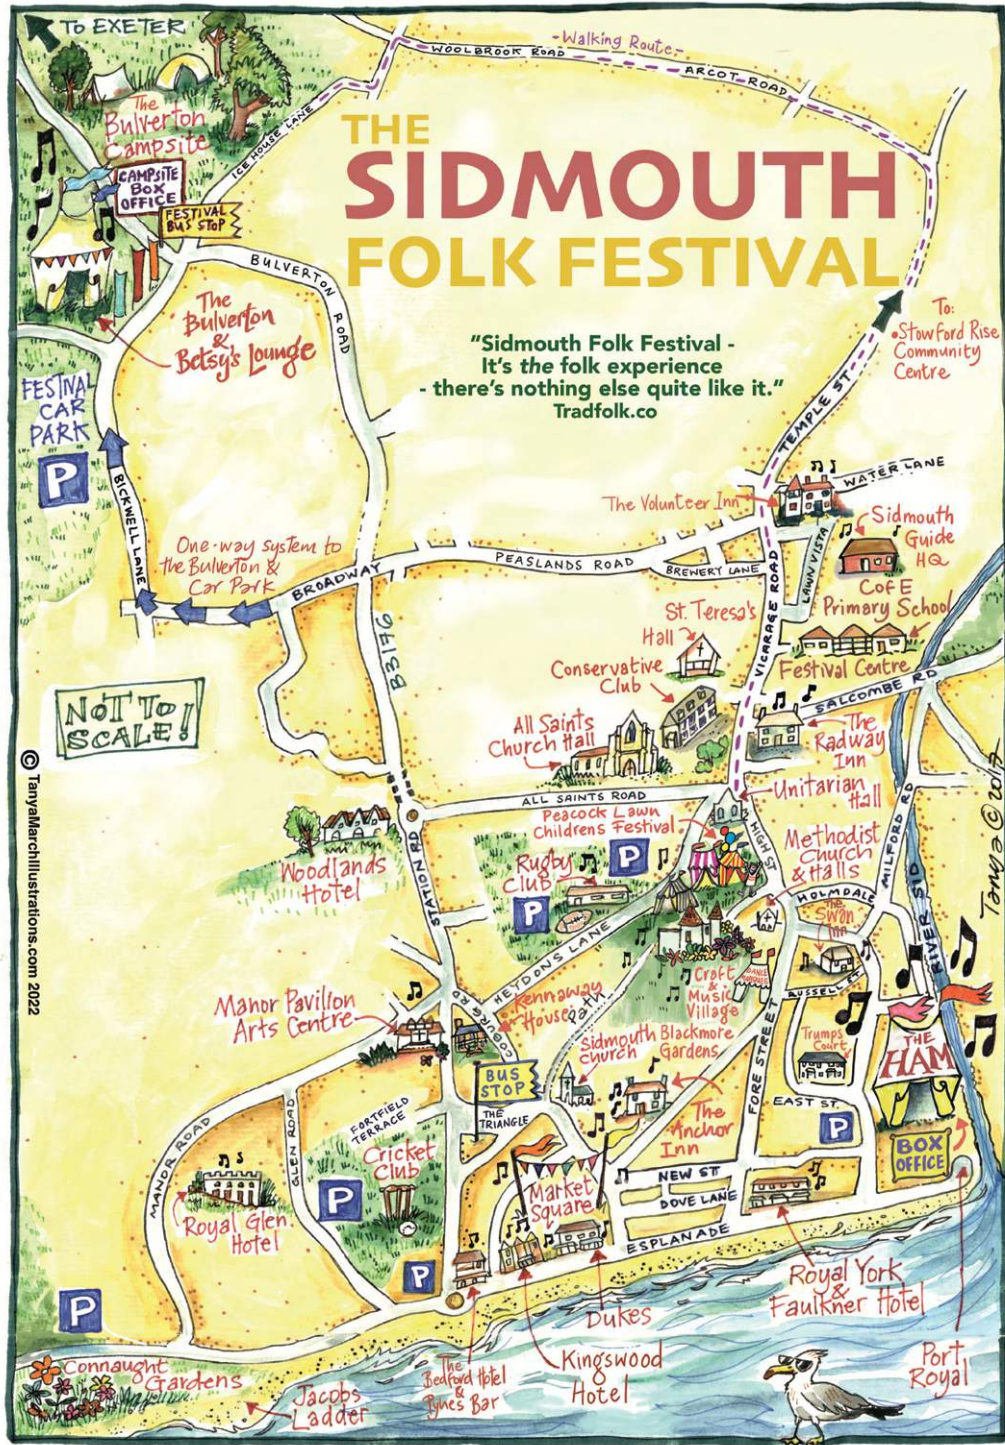 TO EXETER
-Walking Route-
WOOLBROOK ROAD
ARCOT ROAD
The
Bulverton
Campsite
CAMPSITE
BOX
OFFICE
FESTIVAL
BUS STOP
ICE HOUSE LANE
THE
SIDMOUTH
FOLK FESTIVAL
BULVERTON
ROAD
The
Bulverton
&
Betsy's Lounge
"Sidmouth Folk Festival -
It's the folk experience
- there's nothing else quite like it."
Tradfolk.co
To:
•Stowford Rise
Community
Centre
FESTIVAL
CAR
PARK
P
BICKWELL LANE
TEMPLE ST
WATER LANE
The Volunteer Inn
Sidmouth
Guide
HQ
LAWN VISTA
One-way system to
the Bulverton &
Car Park
BROADWAY
PEASLANDS ROAD
BREWERY LANE
VICARAGE ROAD
C of E
Primary School
Festival Centre
SALCOMBE RD
B3176
St. Teresa's
Hall
Conservative
Club
All Saints
Church Hall
The
Radway
Inn
NOT TO
SCALE!
© TanyaMarchIllustrations.com 2022
Tanya © 2017
ALL SAINTS ROAD
Unitarian
Hall
Peacock Lawn
Childrens Festival
HIGH ST
Methodist
Church
& Halls
MILFORD RD
RIVER SID
Woodlands
Hotel
STATION RD
Rugby
Club
P
P
HOLMDALE
The
Swan
Inn
RUSSELL ST
HEYDONS LANE
Craft
&
Music
Village
DANCE
Manor Pavilion
Arts Centre
COBURG RD
Kennaway
House
Path
Sidmouth
Church
Blackmore
Gardens
FORE STREET
Trumps
Court
THE
HAM
BUS
STOP
THE
TRIANGLE
EAST ST
P
BOX
OFFICE
The
Anchor
Inn
FORTFIELD
TERRACE
Cricket
Club
P
MANOR ROAD
GLEN ROAD
Royal Glen
Hotel
Market
Square
NEW ST
DOVE LANE
ESPLANADE
P
P
Royal York
&
Faulkner Hotel
Dukes
Kingswood
Hotel
The
Bedford Hotel
&
Pynes Bar
Port
Royal
Connaught
Gardens
Jacobs
Ladder